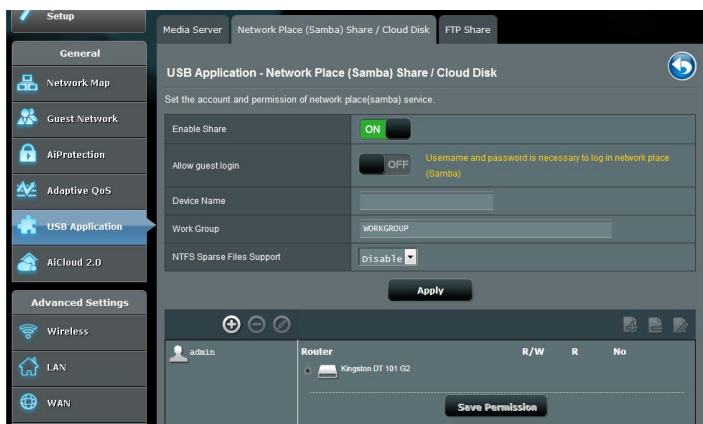 Setup
General
Network Map
Guest Network
AiProtection
Adaptive QoS
USB Application
AiCloud 2.0
Advanced Settings
Wireless
LAN
WAN
Media Server
Network Place (Samba) Share / Cloud Disk
FTP Share
USB Application - Network Place (Samba) Share / Cloud Disk
Set the account and permission of network place(samba) service.
Enable Share
ON
Allow guest login
OFF
Username and password is necessary to log in network place
(Samba)
Device Name
Work Group
WORKGROUP
NTFS Sparse Files Support
Disable
Apply
admin
Router
R/W
R
No
Kingston DT 101 G2
Save Permission